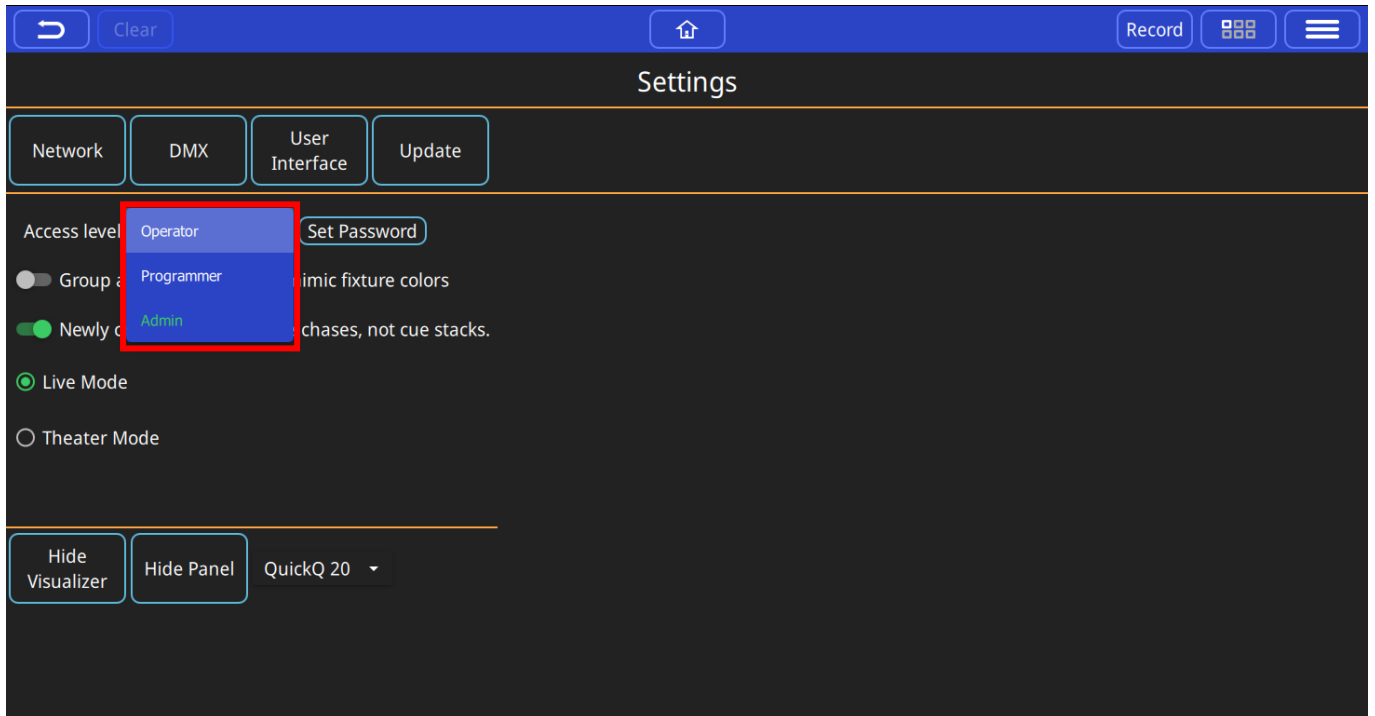 Clear
Record
Settings
Network
DMX
User
Interface
Update
Access level
Operator
Set Password
Group
Programmer
fixture colors
Newly
Admin
chases, not cue stacks.
Live Mode
Theater Mode
Hide
Visualizer
Hide Panel
QuickQ 20